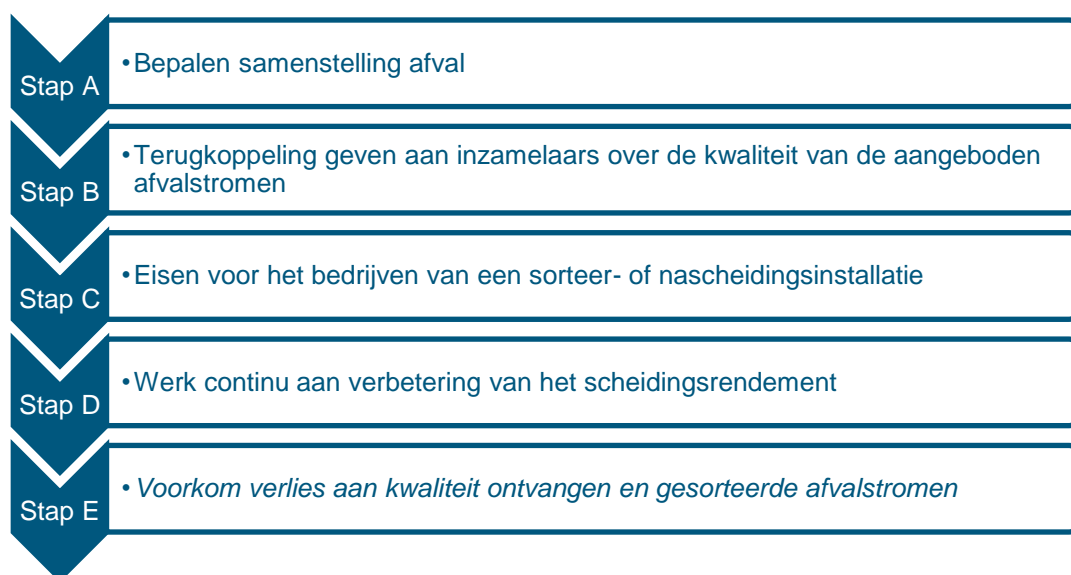 Stap A
•Bepalen samenstelling afval
Stap B
•Terugkoppeling geven aan inzamelaars over de kwaliteit van de aangeboden
afvalstromen
Stap C
•Eisen voor het bedrijven van een sorteer- of nascheidingsinstallatie
Stap D
•Werk continu aan verbetering van het scheidingsrendement
Stap E
•Voorkom verlies aan kwaliteit ontvangen en gesorteerde afvalstromen